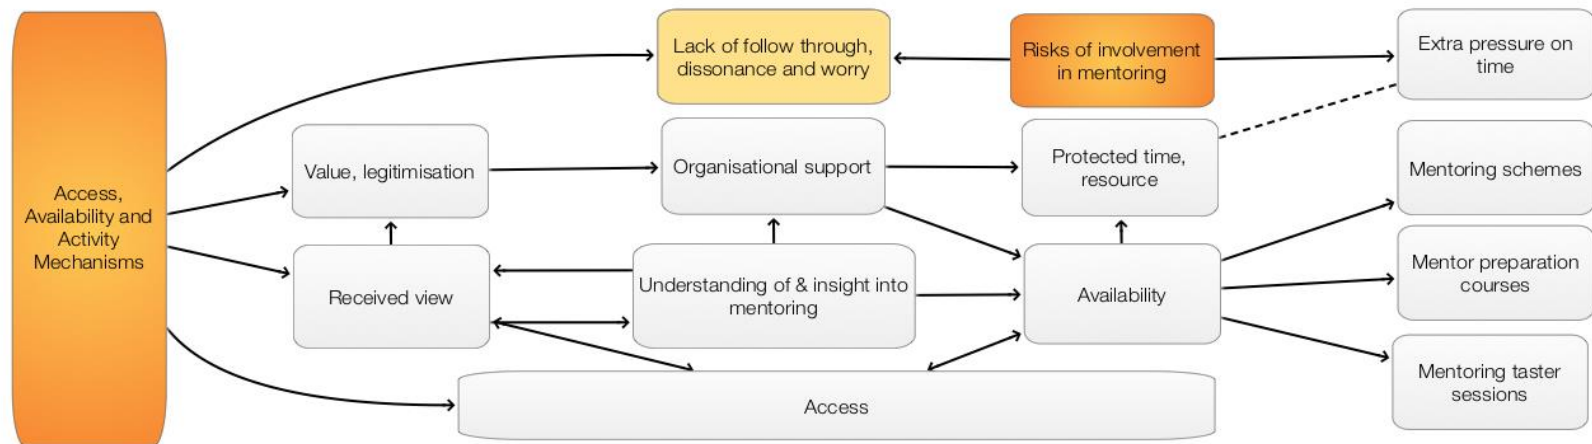 Access,
Availability and
Activity
Mechanisms
Lack of follow through,
dissonance and worry
Risks of involvement
in mentoring
Extra pressure on
time
Value, legitimisation
Organisational support
Protected time,
resource
Mentoring schemes
Received view
Understanding of & insight into
mentoring
Availability
Mentor preparation
courses
Mentoring taster
sessions
Access